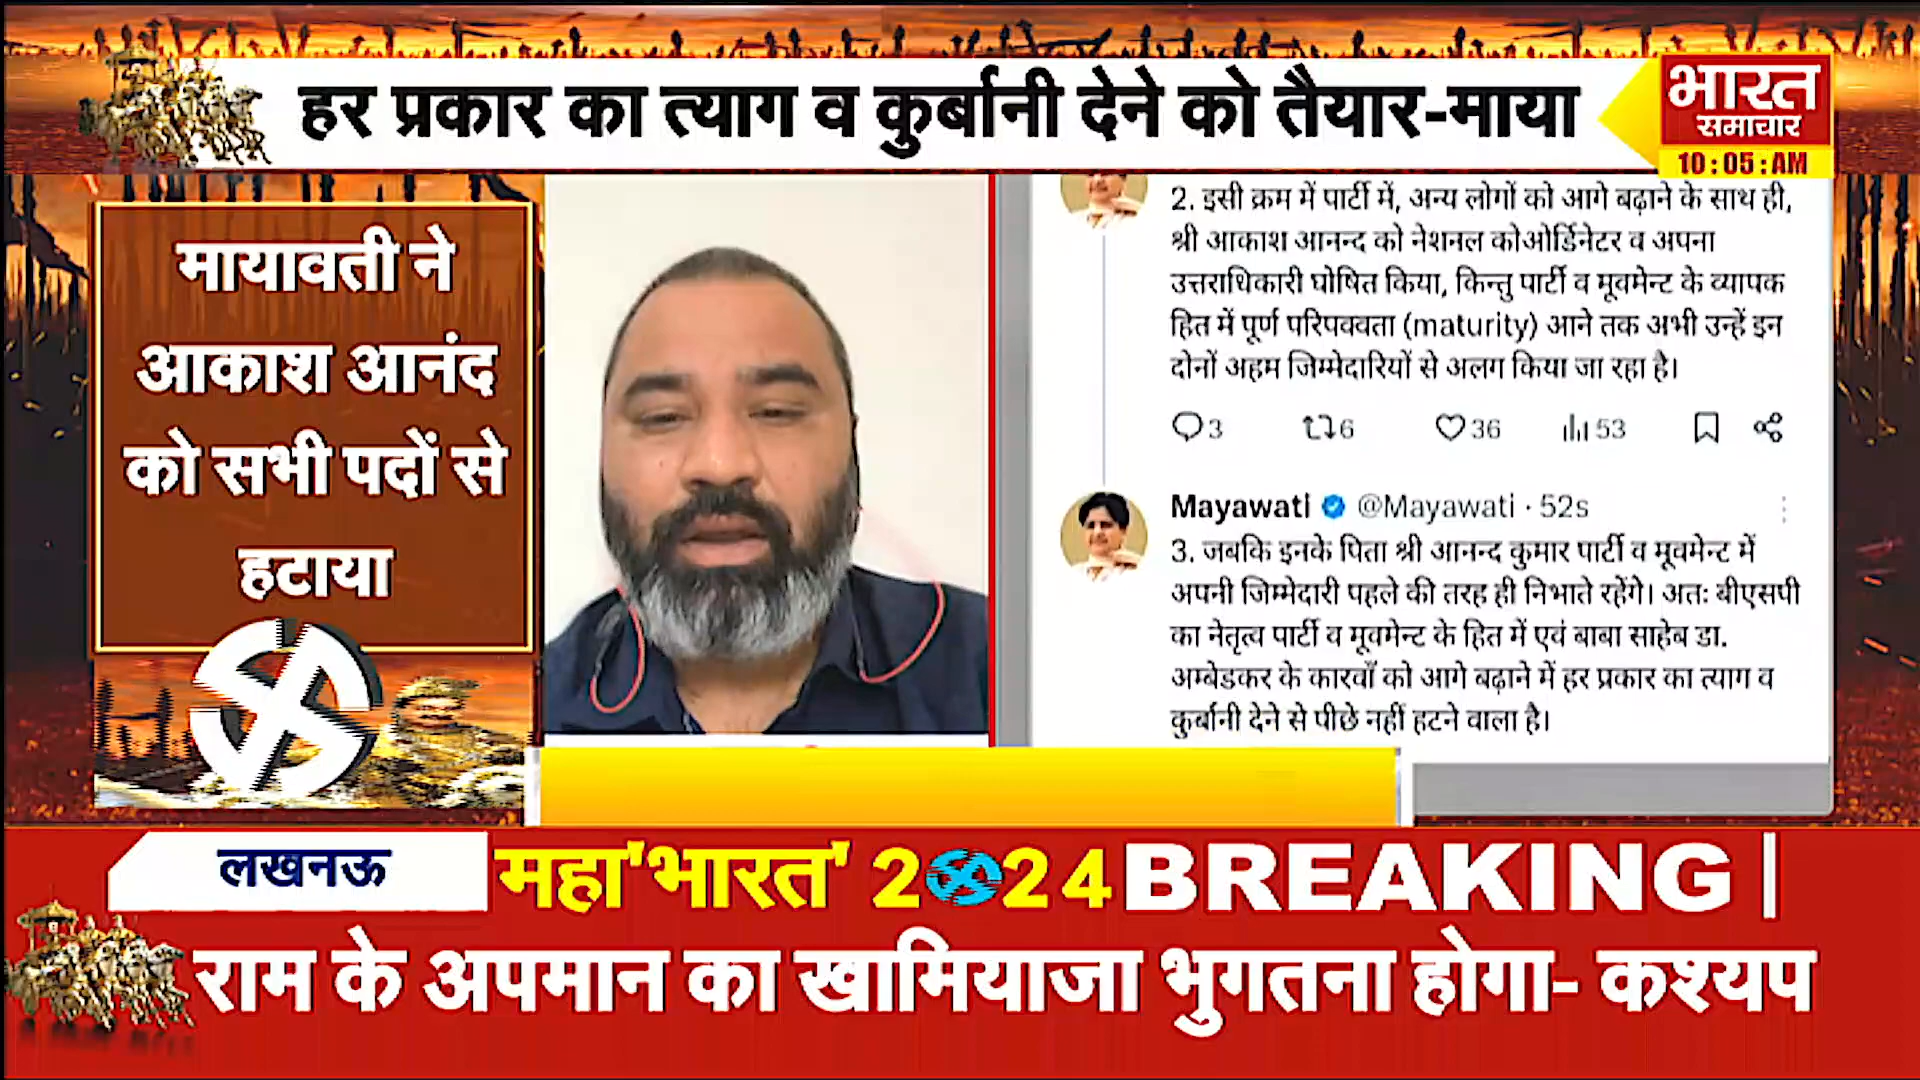 हर प्रकार का त्याग व कुर्बानी देने को तैयार-माया
भारत
समाचार
10:05:AM
मायावती ने
आकाश आनंद
को सभी पदों से
हटाया
2. इसी क्रम में पार्टी में, अन्य लोगों को आगे बढ़ाने के साथ ही,
श्री आकाश आनन्द को नेशनल कोओर्डिनेटर व अपना
उत्तराधिकारी घोषित किया, किन्तु पार्टी व मूवमेन्ट के व्यापक
हित में पूर्ण परिपक्वता (maturity) आने तक अभी उन्हें इन
दोनों अहम जिम्मेदारियों से अलग किया जा रहा है।
3 6 36 53
Mayawati @Mayawati · 52s
3. जबकि इनके पिता श्री आनन्द कुमार पार्टी व मूवमेन्ट में
अपनी जिम्मेदारी पहले की तरह ही निभाते रहेंगे। अतः बीएसपी
का नेतृत्व पार्टी व मूवमेन्ट के हित में एवं बाबा साहेब डा.
अम्बेडकर के कारवाँ को आगे बढ़ाने में हर प्रकार का त्याग व
कुर्बानी देने से पीछे नहीं हटने वाला है।
लखनऊ
महा'भारत' 2024 BREAKING |
राम के अपमान का खामियाजा भुगतना होगा- कश्यप